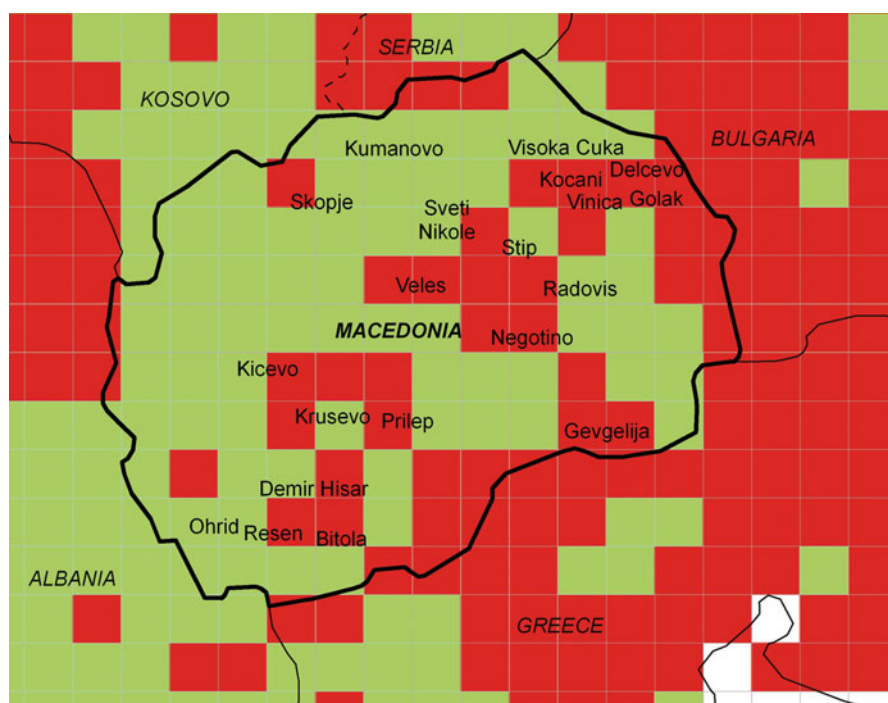 SERBIA
KOSOVO
BULGARIA
Kumanovo
Visoka Cuka
Delcevo
Kocani
Skopje
Vinica
Golak
Sveti
Nikole
Stip
Veles
Radovis
MACEDONIA
Negotino
Kicevo
Krusevo
Prilep
Gevgelija
Demir Hisar
Ohrid
Resen
Bitola
ALBANIA
GREECE